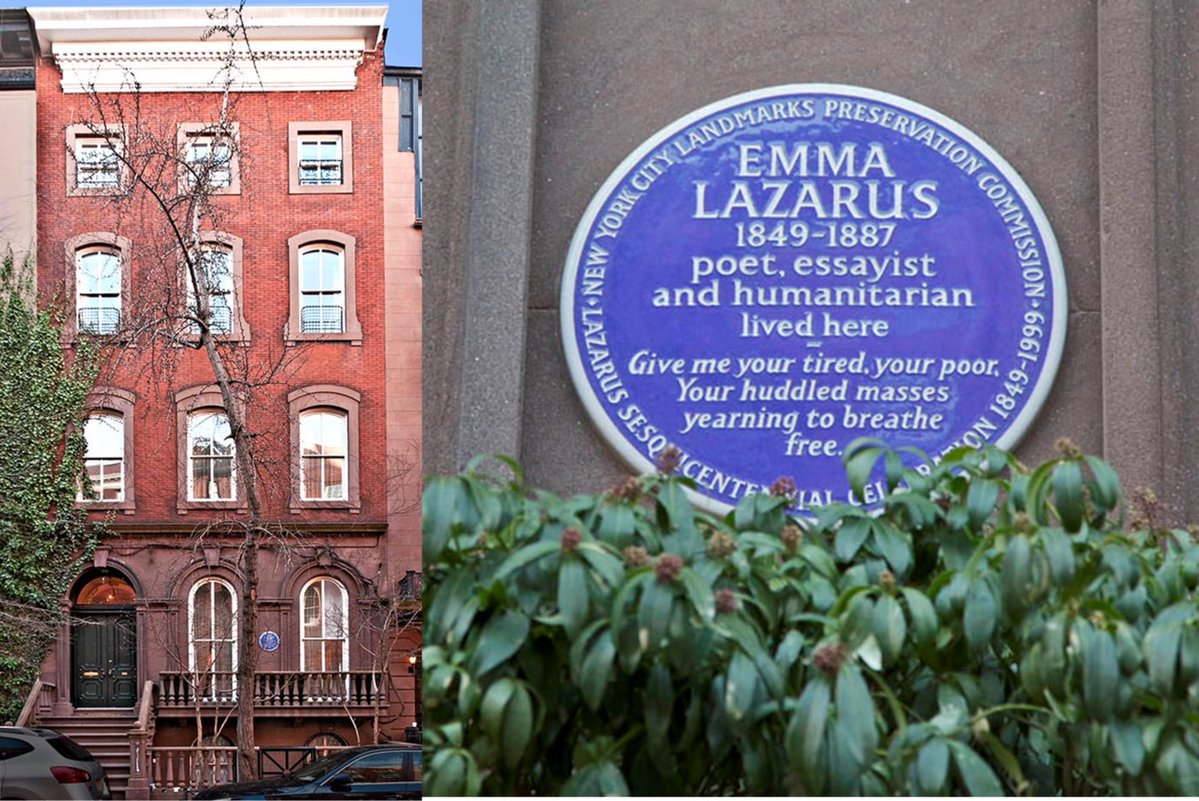 NEW YORK CITY LANDMARKS PRESERVATION COMMISSION •
EMMA
LAZARUS
1849-1887
poet, essayist
and humanitarian
lived here
Give me your tired, your poor,
Your huddled masses
yearning to breathe
free.
LAZARUS SESQUICENTENNIAL CELEBRATION 1849-1999 •